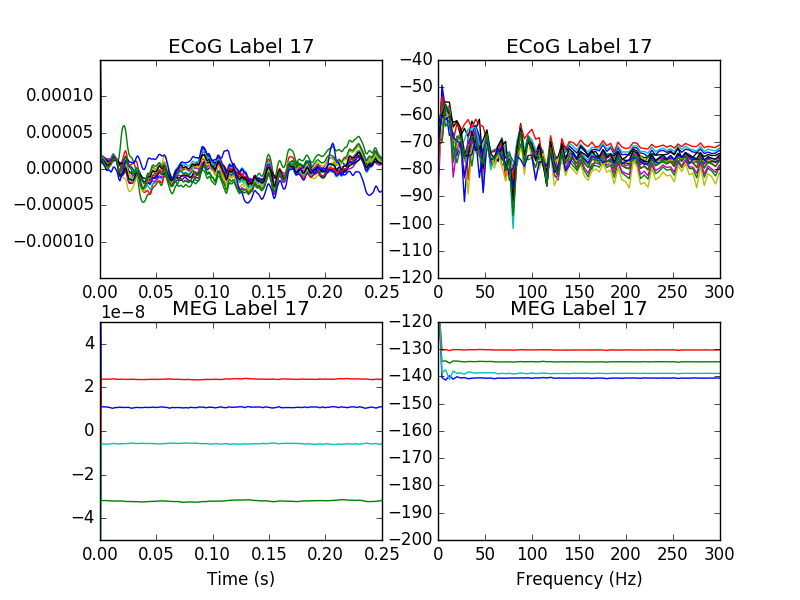 ECoG Label 17
0.00010
0.00005
0.00000
−0.00005
−0.00010
0.00 0.05 0.10 0.15 0.20 0.25
ECoG Label 17
−40
−50
−60
−70
−80
−90
−100
−110
−120
0 50 100 150 200 250 300
1e−8
MEG Label 17
4
2
0
−2
−4
0.00 0.05 0.10 0.15 0.20 0.25
Time (s)
MEG Label 17
−120
−130
−140
−150
−160
−170
−180
−190
−200
0 50 100 150 200 250 300
Frequency (Hz)